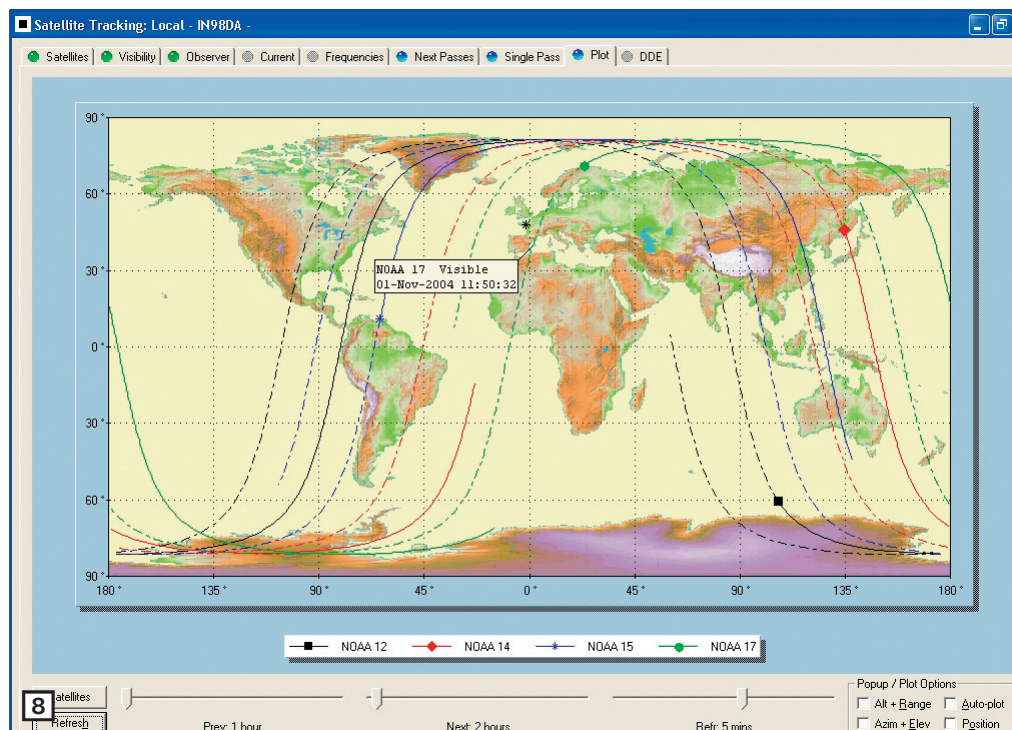 Satellite Tracking: Local - IN98DA -
Satellites Visibility Observer Current Frequencies Next Passes Single Pass Plot DDE
90 °
60 °
30 °
0 °
30 °
60 °
90 °
NOAA 17 Visible
01-Nov-2004 11:50:32
180 ° 135 ° 90 ° 45 ° 0 ° 45 ° 90 ° 135 ° 180 °
NOAA 12 NOAA 14 NOAA 15 NOAA 17
8
atellites
Refresh
Prev: 1 hour
Next: 2 hours
Refr: 5 mins
Popup / Plot Options
Alt + Range Auto-plot
Azim + Elev Position